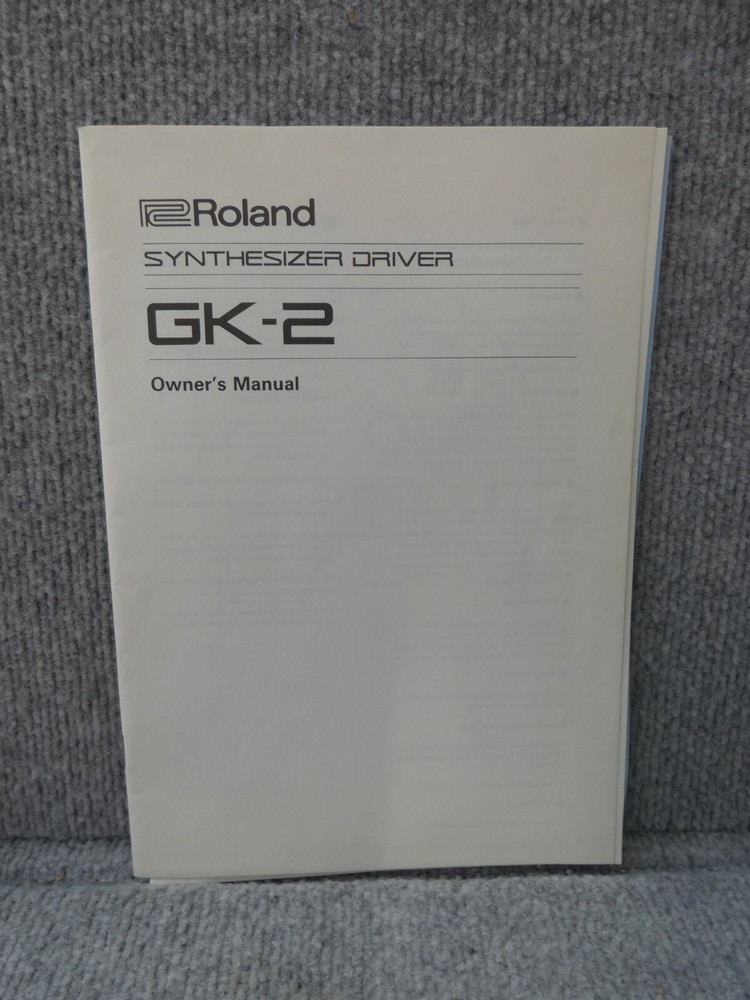 Roland
SYNTHESIZER DRIVER
GK-2
Owner's Manual